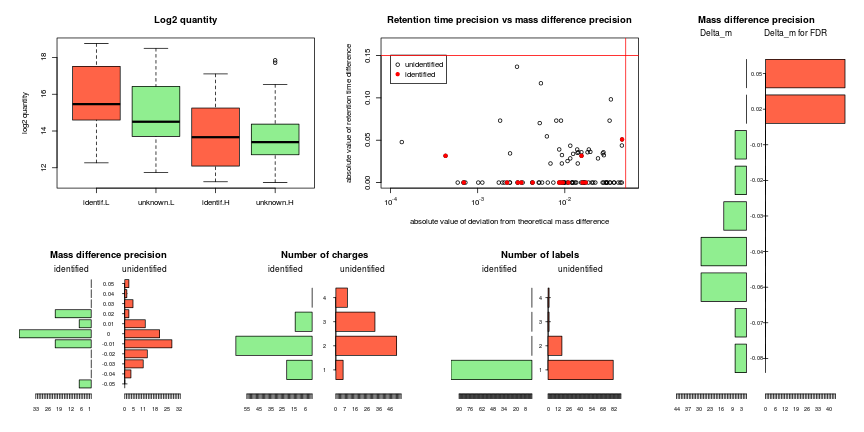 Log2 quantity
log2 quantity
18
16
14
12
identif.L unknown.L identif.H unknown.H
Retention time precision vs mass difference precision
absolute value of retention time difference
0.15
0.10
0.05
0.00
unidentified
identified
10^-4 10^-3 10^-2
absolute value of deviation from theoretical mass difference
Mass difference precision
Delta_m Delta_m for FDR
0.05
0.02
-0.01
-0.02
-0.03
-0.04
-0.06
-0.07
-0.08
44 37 30 23 16 10 3 0 7 16 25 34 40
Mass difference precision
identified unidentified
0.05
0.04
0.03
0.02
0.01
0
-0.01
-0.02
-0.03
-0.04
-0.05
33 26 19 12 6 1 0 5 11 18 25 32
Number of charges
identified unidentified
4
3
2
1
55 45 35 25 15 6 0 7 16 26 36 46
Number of labels
identified unidentified
4
3
2
1
90 76 62 48 34 20 8 0 12 26 40 54 68 82